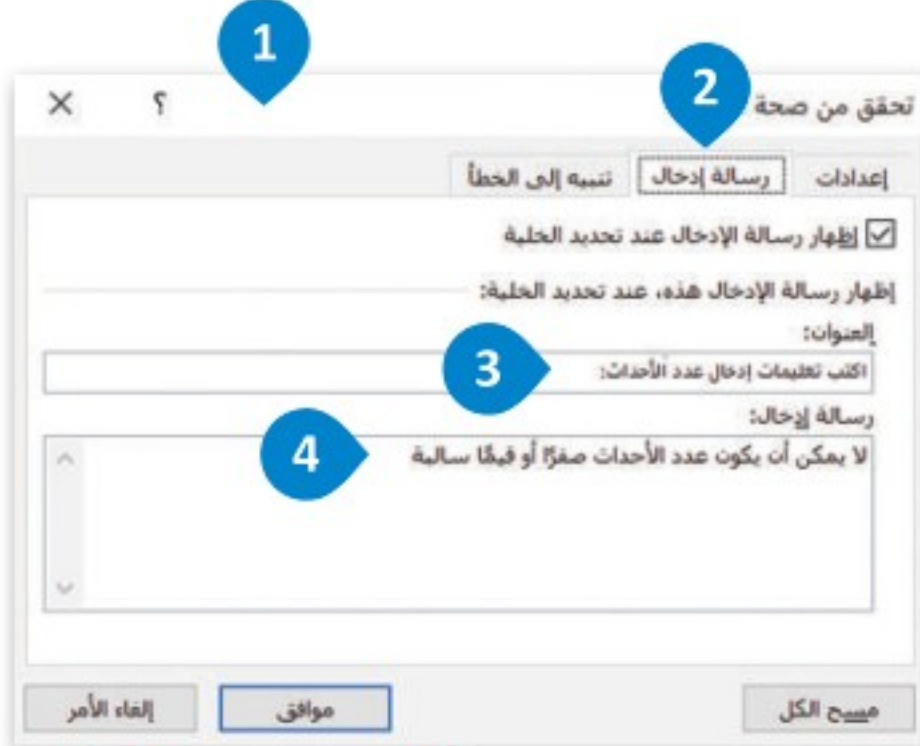 1
2
تحقق من صحة
؟
إعدادات
رسالة إدخال
تنبيه إلى الخطأ
إظهار رسالة الإدخال عند تحديد الخلية
إظهار رسالة الإدخال هذه، عند تحديد الخلية:
العنوان:
3
اكتب تعليمات إدخال عدد الأحداث:
رسالة إدخال:
4
لا يمكن أن يكون عدد الأحداث صفرًا أو قيمًا سالبة
مسح الكل
موافق
إلغاء الأمر